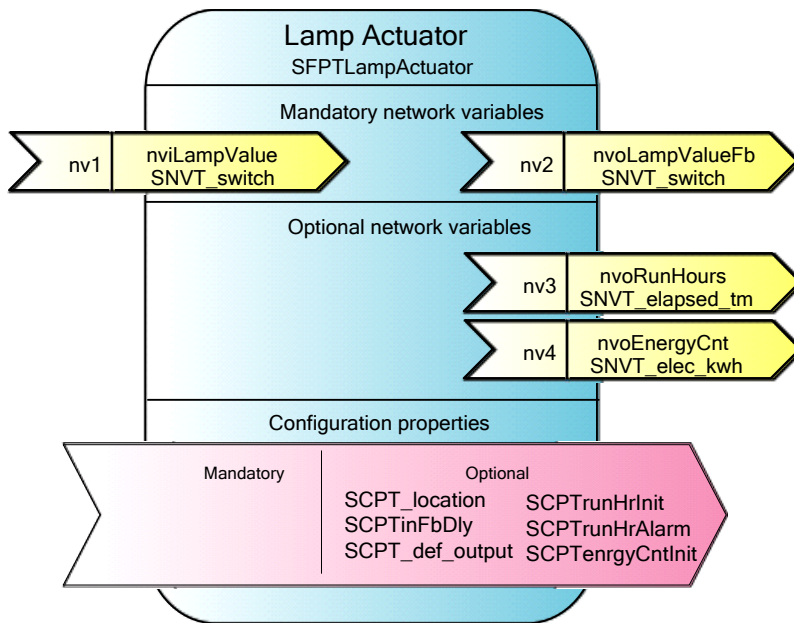 Lamp Actuator
SFPTLampActuator
Mandatory network variables
nv1
nviLampValue
SNVT_switch
nv2
nvoLampValueFb
SNVT_switch
Optional network variables
nv3
nvoRunHours
SNVT_elapsed_tm
nv4
nvoEnergyCnt
SNVT_elec_kwh
Configuration properties
Mandatory
Optional
SCPT_location
SCPTinFbDly
SCPT_def_output
SCPTrunHrInit
SCPTrunHrAlarm
SCPTenrgyCntInit